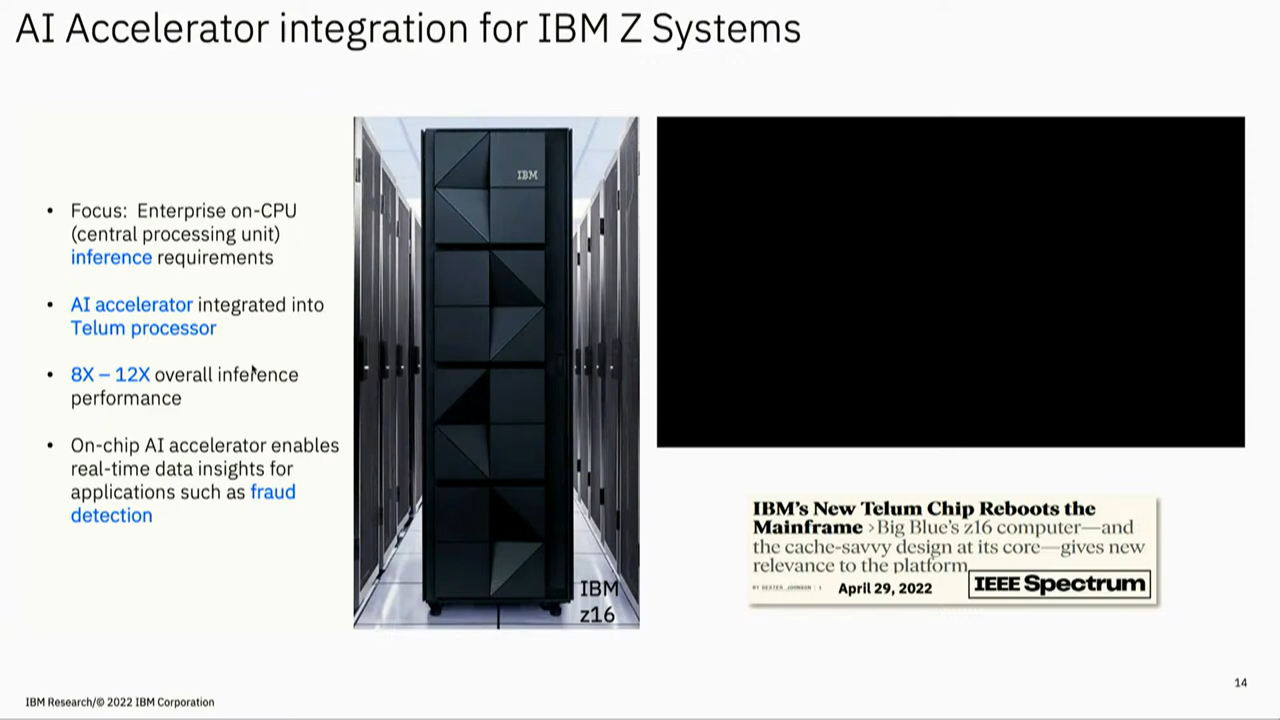 AI Accelerator integration for IBM Z Systems
• Focus: Enterprise on-CPU
(central processing unit)
inference requirements
• AI accelerator integrated into
Telum processor
• 8X – 12X overall inference
performance
• On-chip AI accelerator enables
real-time data insights for
applications such as fraud
detection
IBM
IBM
z16
IBM's New Telum Chip Reboots the
Mainframe › Big Blue's z16 computer—and
the cache-savvy design at its core—gives new
relevance to the platform
BY DEXTER JOHNSON
April 29, 2022
IEEE Spectrum
14
IBM Research/© 2022 IBM Corporation